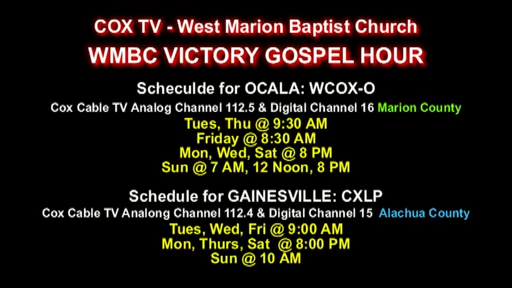 COX TV - West Marion Baptist Church
WMBC VICTORY GOSPEL HOUR
Scheculde for OCALA: WCOX-O
Cox Cable TV Analog Channel 112.5 & Digital Channel 16 Marion County
Tues, Thu @ 9:30 AM
Friday @ 8:30 AM
Mon, Wed, Sat @ 8 PM
Sun @ 7 AM, 12 Noon, 8 PM
Schedule for GAINESVILLE: CXLP
Cox Cable TV Analong Channel 112.4 & Digital Channel 15 Alachua County
Tues, Wed, Fri @ 9:00 AM
Mon, Thurs, Sat @ 8:00 PM
Sun @ 10 AM